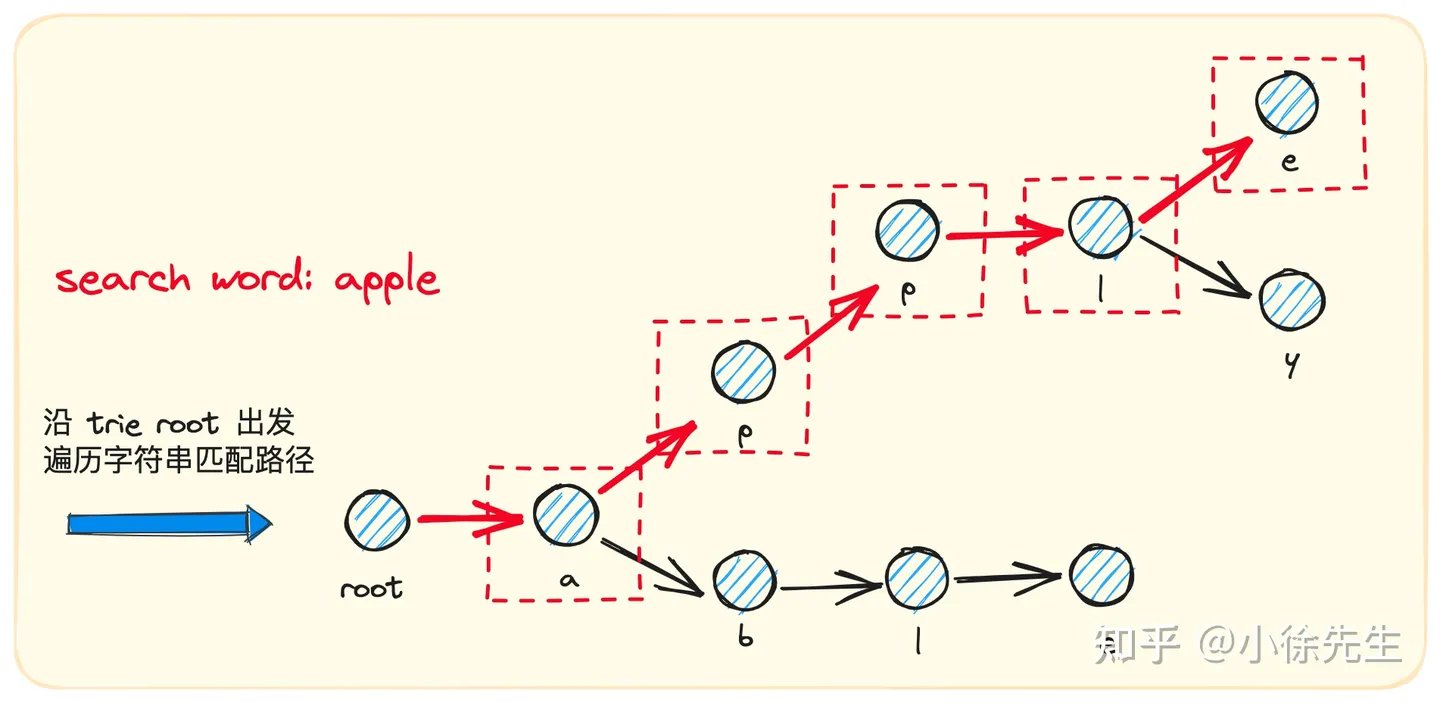 search word: apple
沿 trie root 出发
遍历字符串匹配路径
root
a
p
p
l
e
y
b
l
知乎 @小徐先生